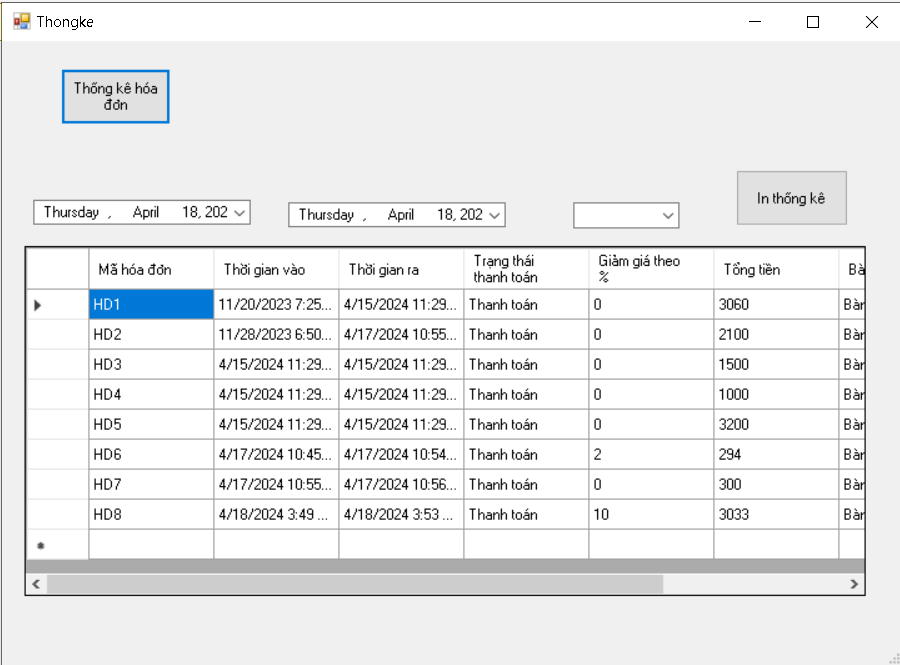 Thongke
Thống kê hóa
đơn
In thống kê
Thursday , April 18, 202
Thursday , April 18, 202
Mã hóa đơn Thời gian vào Thời gian ra Trạng thái thanh toán Giảm giá theo % Tổng tiền Bà
HD1 11/20/2023 7:25... 4/15/2024 11:29... Thanh toán 0 3060 Bàn
HD2 11/28/2023 6:50... 4/17/2024 10:55... Thanh toán 0 2100 Bàn
HD3 4/15/2024 11:29... 4/15/2024 11:29... Thanh toán 0 1500 Bàn
HD4 4/15/2024 11:29... 4/15/2024 11:29... Thanh toán 0 1000 Bàn
HD5 4/15/2024 11:29... 4/15/2024 11:29... Thanh toán 0 3200 Bàn
HD6 4/17/2024 10:45... 4/17/2024 10:54... Thanh toán 2 294 Bàn
HD7 4/17/2024 10:55... 4/17/2024 10:56... Thanh toán 0 300 Bàn
HD8 4/18/2024 3:49 ... 4/18/2024 3:53 ... Thanh toán 10 3033 Bàn